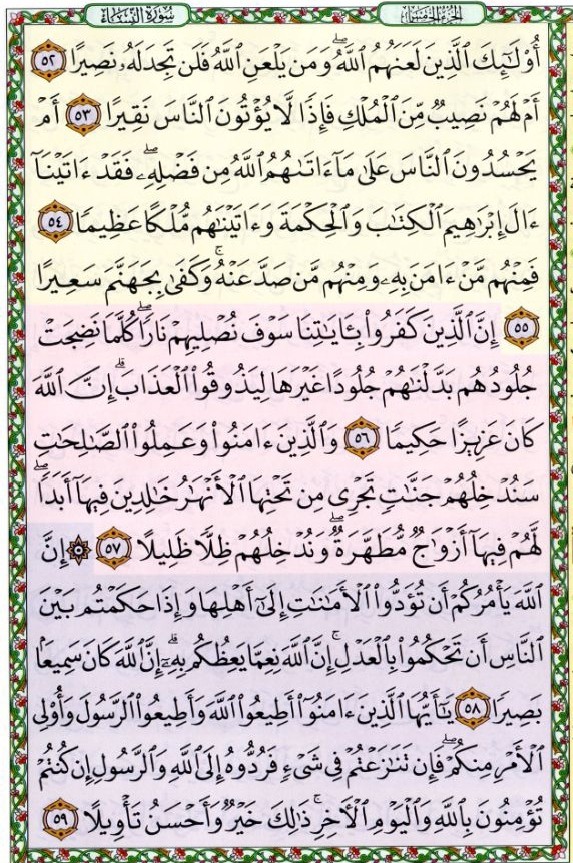 الجزء الخامس سورة النساء
أُوْلَٰٓئِكَ ٱلَّذِينَ لَعَنَهُمُ ٱللَّهُۖ وَمَن يَلْعَنِ ٱللَّهُ فَلَن تَجِدَ لَهُۥ نَصِيرًا ٥٢
أَمْ لَهُمْ نَصِيبٌ مِّنَ ٱلْمُلْكِ فَإِذًا لَّا يُؤْتُونَ ٱلنَّاسَ نَقِيرًا ٥٣ أَمْ
يَحْسُدُونَ ٱلنَّاسَ عَلَىٰ مَآ ءَاتَىٰهُمُ ٱللَّهُ مِن فَضْلِهِۦۖ فَقَدْ ءَاتَيْنَآ
ءَالَ إِبْرَٰهِيمَ ٱلْكِتَٰبَ وَٱلْحِكْمَةَ وَءَاتَيْنَٰهُم مُّلْكًا عَظِيمًا ٥٤
فَمِنْهُم مَّنْ ءَامَنَ بِهِۦ وَمِنْهُم مَّن صَدَّ عَنْهُۚ وَكَفَىٰ بِجَهَنَّمَ سَعِيرًا
٥٥ إِنَّ ٱلَّذِينَ كَفَرُواْ بِـَٔايَٰتِنَا سَوْفَ نُصْلِيهِمْ نَارًاۖ كُلَّمَا نَضِجَتْ
جُلُودُهُم بَدَّلْنَٰهُمْ جُلُودًا غَيْرَهَا لِيَذُوقُواْ ٱلْعَذَابَۗ إِنَّ ٱللَّهَ
كَانَ عَزِيزًا حَكِيمًا ٥٦ وَٱلَّذِينَ ءَامَنُواْ وَعَمِلُواْ ٱلصَّٰلِحَٰتِ
سَنُدْخِلُهُمْ جَنَّٰتٍ تَجْرِى مِن تَحْتِهَا ٱلْأَنْهَٰرُ خَٰلِدِينَ فِيهَآ أَبَدًاۖ
لَّهُمْ فِيهَآ أَزْوَٰجٌ مُّطَهَّرَةٌۖ وَنُدْخِلُهُمْ ظِلًّا ظَلِيلًا ٥٧ ۞ إِنَّ
ٱللَّهَ يَأْمُرُكُمْ أَن تُؤَدُّواْ ٱلْأَمَٰنَٰتِ إِلَىٰٓ أَهْلِهَا وَإِذَا حَكَمْتُم بَيْنَ
ٱلنَّاسِ أَن تَحْكُمُواْ بِٱلْعَدْلِۚ إِنَّ ٱللَّهَ نِعِمَّا يَعِظُكُم بِهِۦٓۗ إِنَّ ٱللَّهَ كَانَ سَمِيعًۢا
بَصِيرًا ٥٨ يَٰٓأَيُّهَا ٱلَّذِينَ ءَامَنُوٓاْ أَطِيعُواْ ٱللَّهَ وَأَطِيعُواْ ٱلرَّسُولَ وَأُوْلِى
ٱلْأَمْرِ مِنكُمْۖ فَإِن تَنَٰزَعْتُمْ فِى شَىْءٍ فَرُدُّوهُ إِلَى ٱللَّهِ وَٱلرَّسُولِ إِن كُنتُمْ
تُؤْمِنُونَ بِٱللَّهِ وَٱلْيَوْمِ ٱلْأَخِرِۚ ذَٰلِكَ خَيْرٌ وَأَحْسَنُ تَأْوِيلًا ٥٩